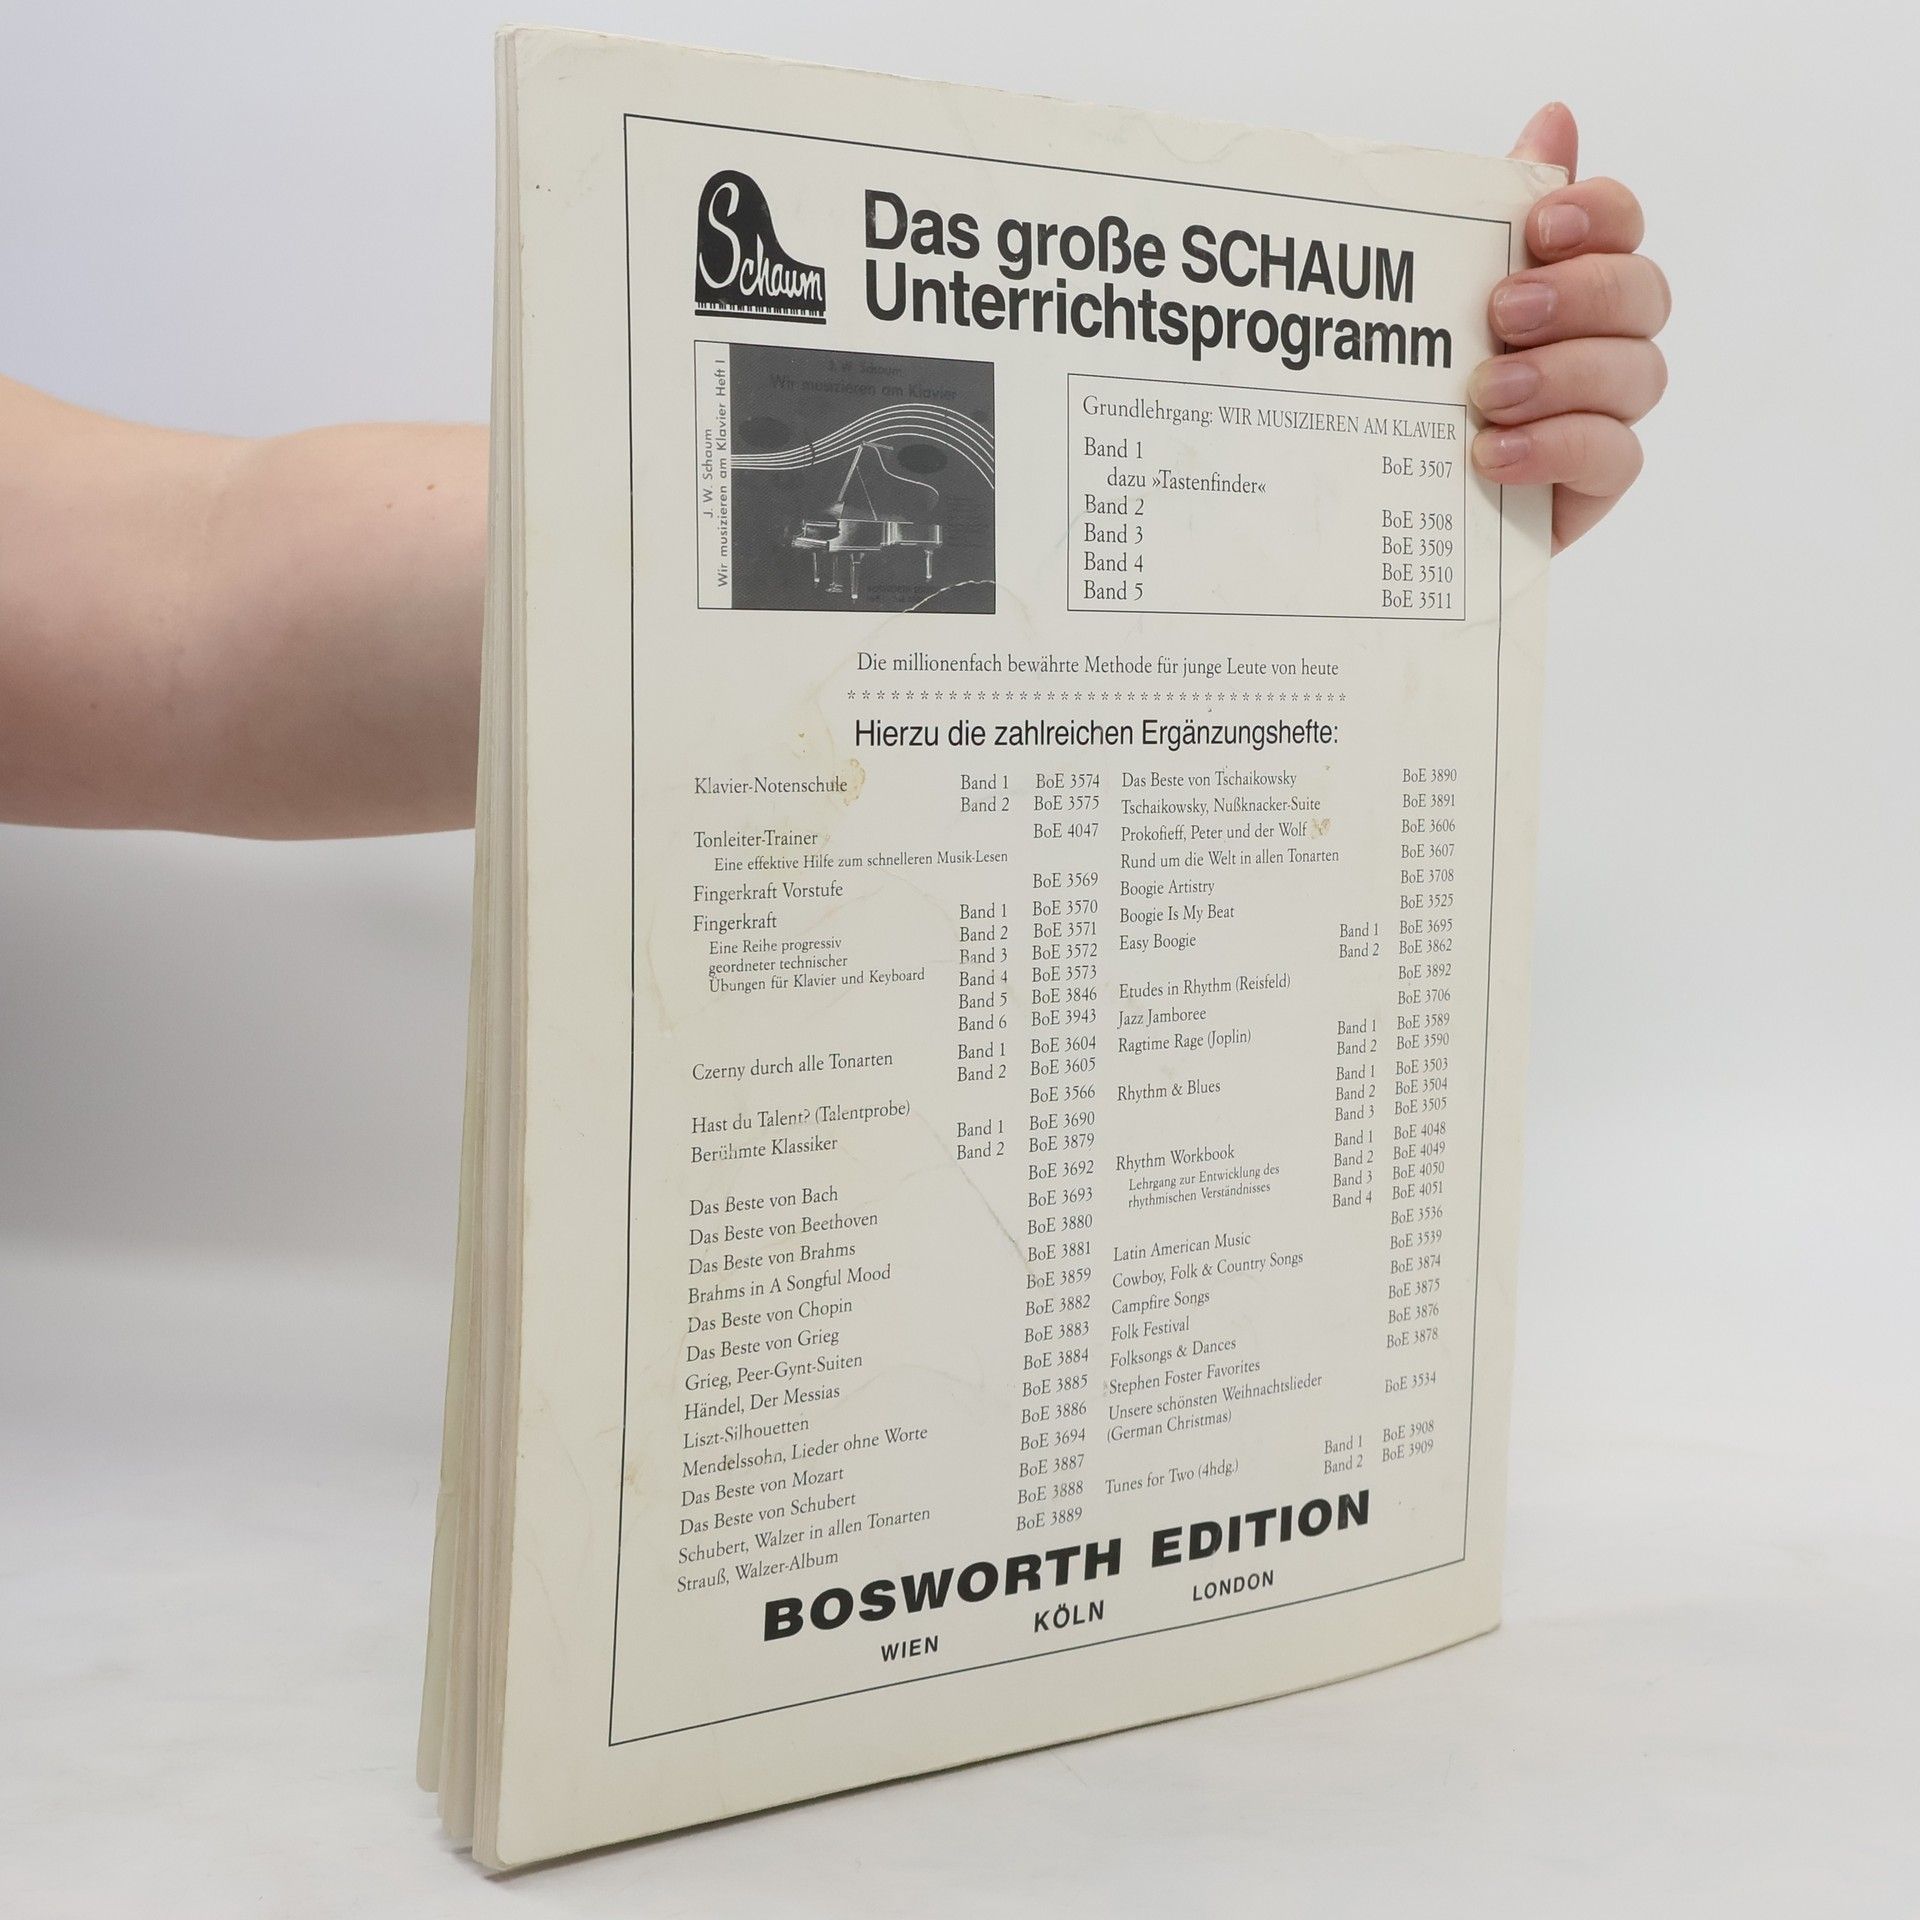 Schaum
Das große SCHAUM
Unterrichtsprogramm
J. W. Schaum
Wir musizieren am Klavier Heft I
J. W. Schaum
Wir musizieren am Klavier
Grundlehrgang: WIR MUSIZIEREN AM KLAVIER
Band 1 BoE 3507
dazu »Tastenfinder«
Band 2 BoE 3508
Band 3 BoE 3509
Band 4 BoE 3510
Band 5 BoE 3511
Die millionenfach bewährte Methode für junge Leute von heute
Hierzu die zahlreichen Ergänzungshefte:
Klavier-Notenschule Band 1 BoE 3574
Band 2 BoE 3575
Tonleiter-Trainer BoE 4047
Eine effektive Hilfe zum schnelleren Musik-Lesen
Fingerkraft Vorstufe BoE 3569
Fingerkraft Band 1 BoE 3570
Eine Reihe progressiv Band 2 BoE 3571
geordneter technischer Band 3 BoE 3572
Übungen für Klavier und Keyboard Band 4 BoE 3573
Band 5 BoE 3846
Band 6 BoE 3943
Czerny durch alle Tonarten Band 1 BoE 3604
Band 2 BoE 3605
Hast du Talent? (Talentprobe) BoE 3566
Berühmte Klassiker Band 1 BoE 3690
Band 2 BoE 3879
Das Beste von Bach BoE 3692
Das Beste von Beethoven BoE 3693
Das Beste von Brahms BoE 3880
Brahms in A Songful Mood BoE 3881
Das Beste von Chopin BoE 3859
Das Beste von Grieg BoE 3882
Grieg, Peer-Gynt-Suiten BoE 3883
Händel, Der Messias BoE 3884
Liszt-Silhouetten BoE 3885
Mendelssohn, Lieder ohne Worte BoE 3886
Das Beste von Mozart BoE 3694
Das Beste von Schubert BoE 3887
Schubert, Walzer in allen Tonarten BoE 3888
Strauß, Walzer-Album BoE 3889
Das Beste von Tschaikowsky BoE 3890
Tschaikowsky, Nußknacker-Suite BoE 3891
Prokofieff, Peter und der Wolf BoE 3606
Rund um die Welt in allen Tonarten BoE 3607
Boogie Artistry BoE 3708
Boogie Is My Beat BoE 3525
Easy Boogie Band 1 BoE 3695
Band 2 BoE 3862
Etudes in Rhythm (Reisfeld) BoE 3892
Jazz Jamboree BoE 3706
Ragtime Rage (Joplin) Band 1 BoE 3589
Band 2 BoE 3590
Rhythm & Blues Band 1 BoE 3503
Band 2 BoE 3504
Band 3 BoE 3505
Rhythm Workbook Band 1 BoE 4048
Lehrgang zur Entwicklung des Band 2 BoE 4049
rhythmischen Verständnisses Band 3 BoE 4050
Band 4 BoE 4051
Latin American Music BoE 3536
Cowboy, Folk & Country Songs BoE 3539
Campfire Songs BoE 3874
Folk Festival BoE 3875
Folksongs & Dances BoE 3876
Stephen Foster Favorites BoE 3878
Unsere schönsten Weihnachtslieder
(German Christmas) BoE 3534
Tunes for Two (4hdg.) Band 1 BoE 3908
Band 2 BoE 3909
BOSWORTH EDITION
WIEN KÖLN LONDON